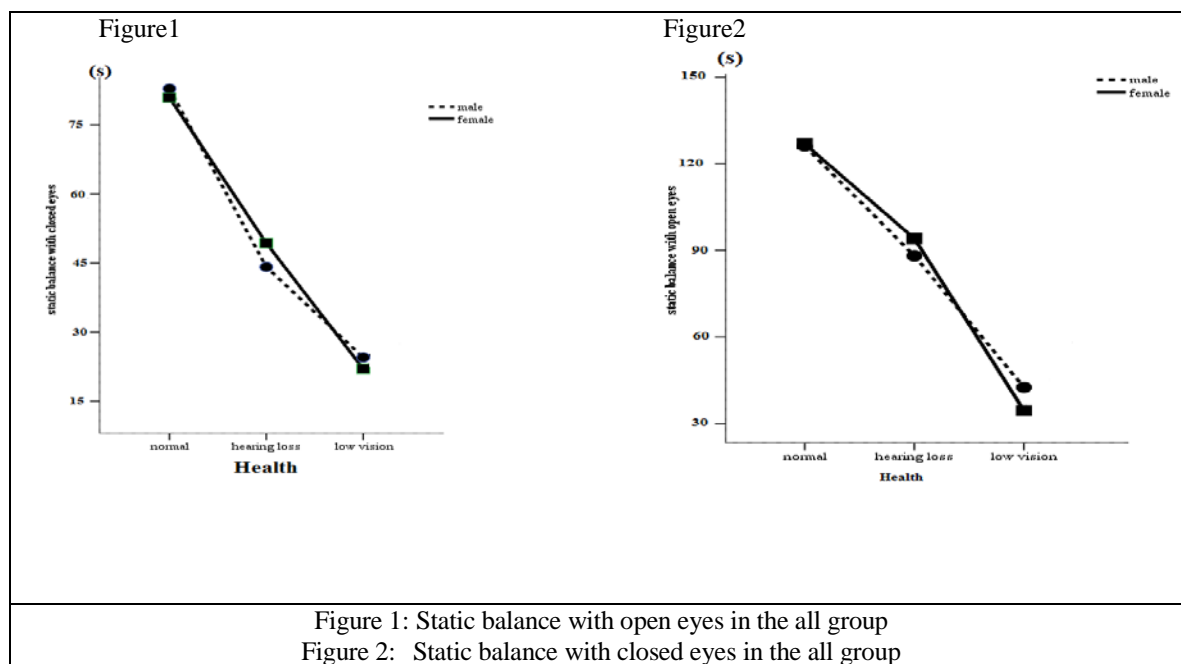 Figure1
Figure2
(s)
static balance with closed eyes
75
60
45
30
15
male
female
normal hearing loss low vision
Health
(s)
static balance with open eyes
150
120
90
60
30
male
female
normal hearing loss low vision
Health
Figure 1: Static balance with open eyes in the all group
Figure 2: Static balance with closed eyes in the all group